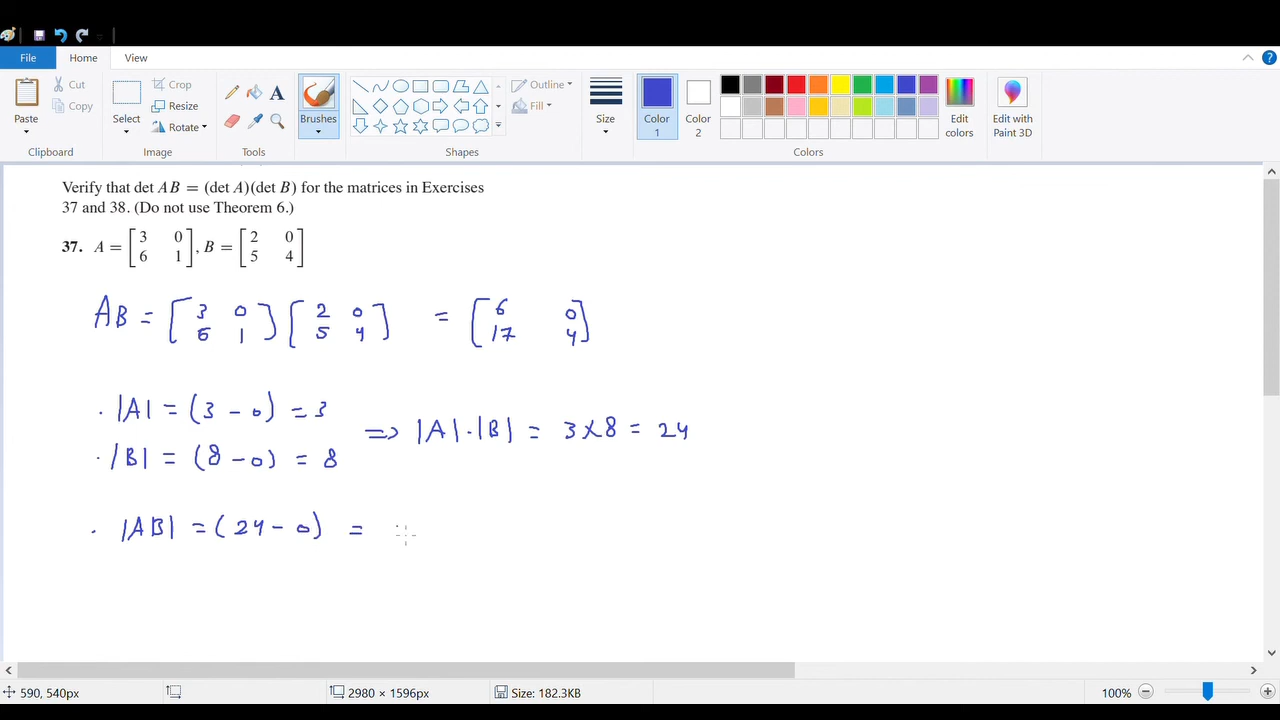 File Home View
Paste Cut Copy Clipboard
Select Crop Resize Rotate Image
A Tools
Brushes
Outline Fill Shapes
Size
Color 1 Color 2 Edit colors Colors
Edit with Paint 3D
Verify that det AB = (det A)(det B) for the matrices in Exercises
37 and 38. (Do not use Theorem 6.)
37. A = [3 0; 6 1], B = [2 0; 5 4]
AB = [3 0; 6 1] [2 0; 5 4] = [6 0; 17 4]
· |A| = (3 - 0) = 3
⇒ |A| · |B| = 3 × 8 = 24
· |B| = (8 - 0) = 8
· |AB| = (24 - 0) =
590, 540px 2980 × 1596px Size: 182.3KB 100%